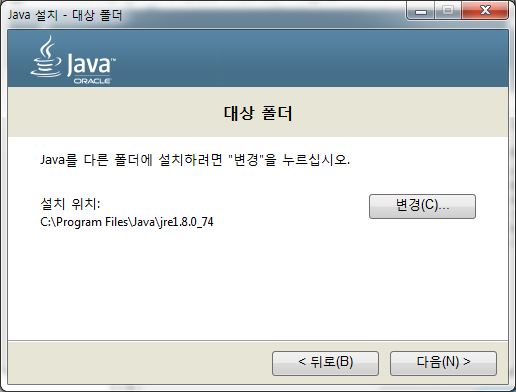 Java 설치 - 대상 폴더
Java™
ORACLE
대상 폴더
Java를 다른 폴더에 설치하려면 "변경"을 누르십시오.
설치 위치:
변경(C)...
C:\Program Files\Java\jre1.8.0_74
< 뒤로(B)
다음(N) >